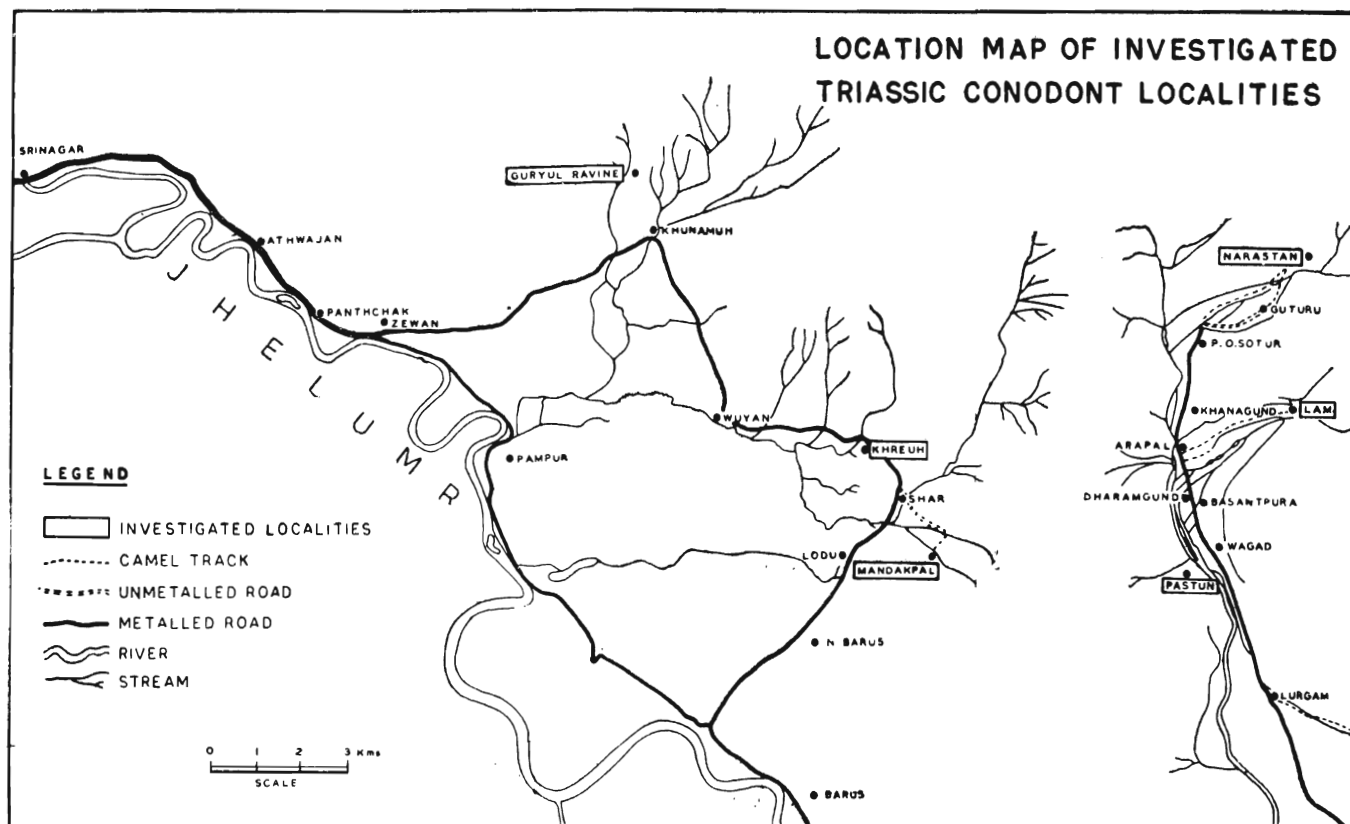 LOCATION MAP OF INVESTIGATED
TRIASSIC CONODONT LOCALITIES
SRINAGAR
GURYUL RAVINE
KHUNAMUH
ATHWAJAN
PANTHCHAK
ZEWAN
JHELUM R
NARASTAN
GUTURU
P.O.SOTUR
KHANAGUND
LAM
ARAPAL
DHARAMGUND
BASANTPURA
WAGAD
PASTUN
LURGAM
WUYAN
KHREUH
PAMPUR
SHAR
LODU
MANDAKPAL
N BARUS
BARUS
LEGEND
INVESTIGATED LOCALITIES
CAMEL TRACK
UNMETALLED ROAD
METALLED ROAD
RIVER
STREAM
0 1 2 3 Kms
SCALE